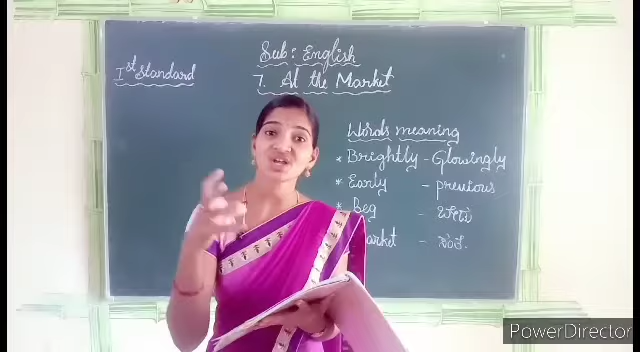 Sub: English
Ist Standard
7. At the Market
Words meaning
* Brightly - Glowingly
* Early - previous
* Beg -
arket - ಸಂತೆ.
PowerDirector